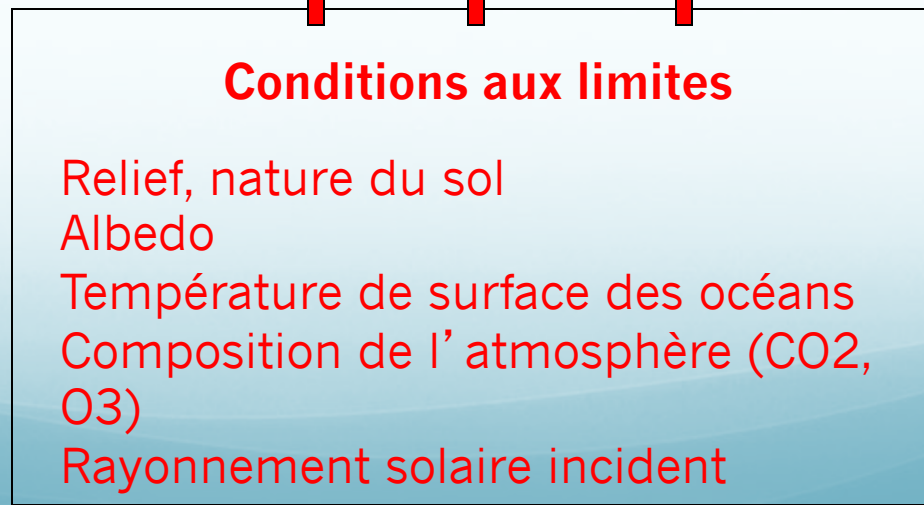 Conditions aux limites
Relief, nature du sol
Albedo
Température de surface des océans
Composition de l’atmosphère (CO2,
O3)
Rayonnement solaire incident